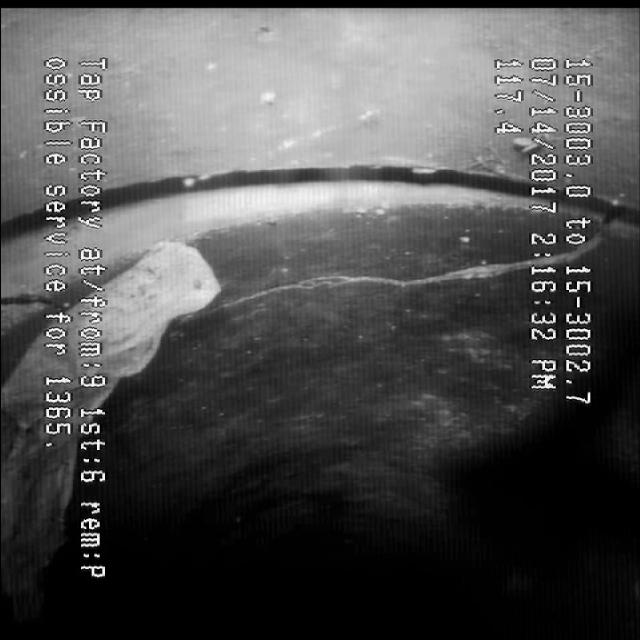 15-3003.0 to 15-3002.7
07/14/2017 2:16:32 PM
117.4
Tap Factory at/from:9 1st:6 rem:P
ossible service for 1365.